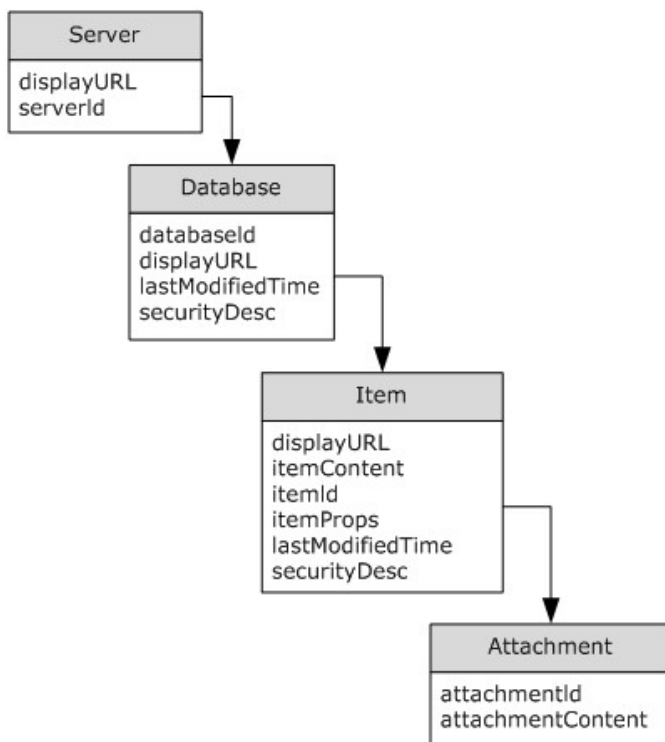 Server
displayURL
serverId
Database
databaseId
displayURL
lastModifiedTime
securityDesc
Item
displayURL
itemContent
itemId
itemProps
lastModifiedTime
securityDesc
Attachment
attachmentId
attachmentContent